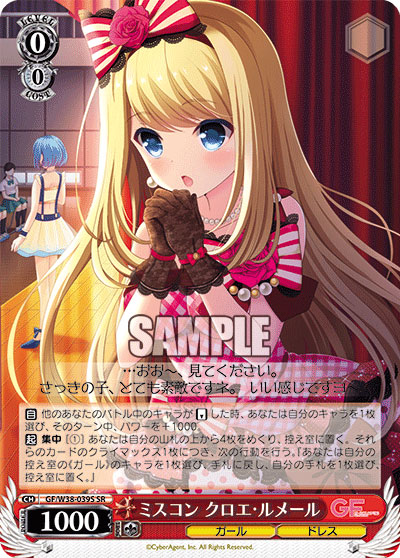 LEVEL
0
0
COST
SAMPLE
…おお〜、見てください。
さっきの子、とても素敵ですネ。 いい感じです
自 他のあなたのバトル中のキャラが【 】した時、あなたは自分のキャラを1枚
選び、そのターン中、パワーを＋1000。
起 集中 ［①］ あなたは自分の山札の上から4枚をめくり、控え室に置く。それ
らのカードのクライマックス1枚につき、次の行動を行う。『あなたは自分の
控え室の《ガール》のキャラを1枚選び、手札に戻し、自分の手札を1枚選び、
控え室に置く。』
CH GF/W38-039S SR
1000
ミスコン クロエ・ルメール
GF
ガール ドレス
©CyberAgent, Inc. All Rights Reserved.